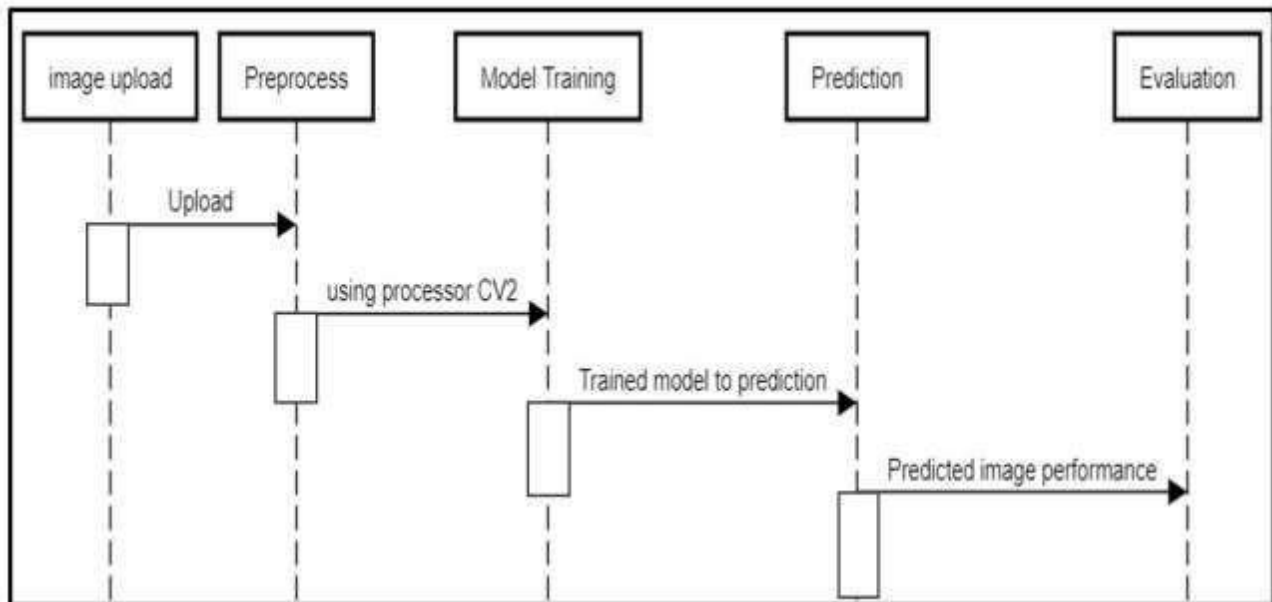 image upload
Preprocess
Model Training
Prediction
Evaluation
Upload
using processor CV2
Trained model to prediction
Predicted image performance